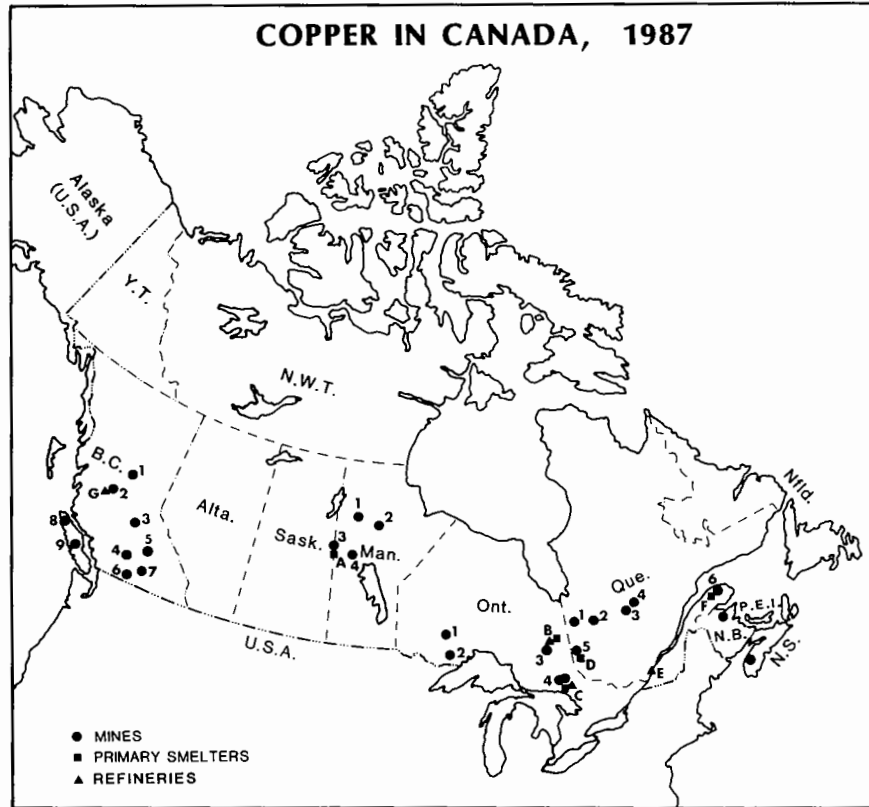 COPPER IN CANADA, 1987
Alaska
(U.S.A.)
Y.T.
N.W.T.
B.C.
1
G
2
8
3
9
4
5
6
7
Alta.
Sask.
Man.
1
2
3
A
4
U.S.A.
Ont.
1
2
B
3
4
C
Que.
1
2
3
4
5
D
E
6
F
Nfld.
P.E.I.
N.B.
N.S.
MINES
PRIMARY SMELTERS
REFINERIES